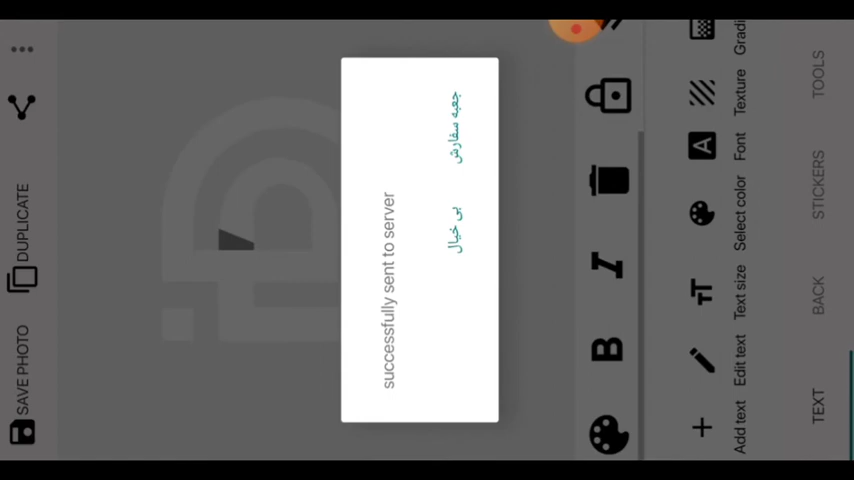 SAVE PHOTO
DUPLICATE
successfully sent to server
بی خیال
جعبه سفارش
Add text
Edit text
Text size
Select color
Font
Texture
Gradi
TEXT
BACK
STICKERS
TOOLS